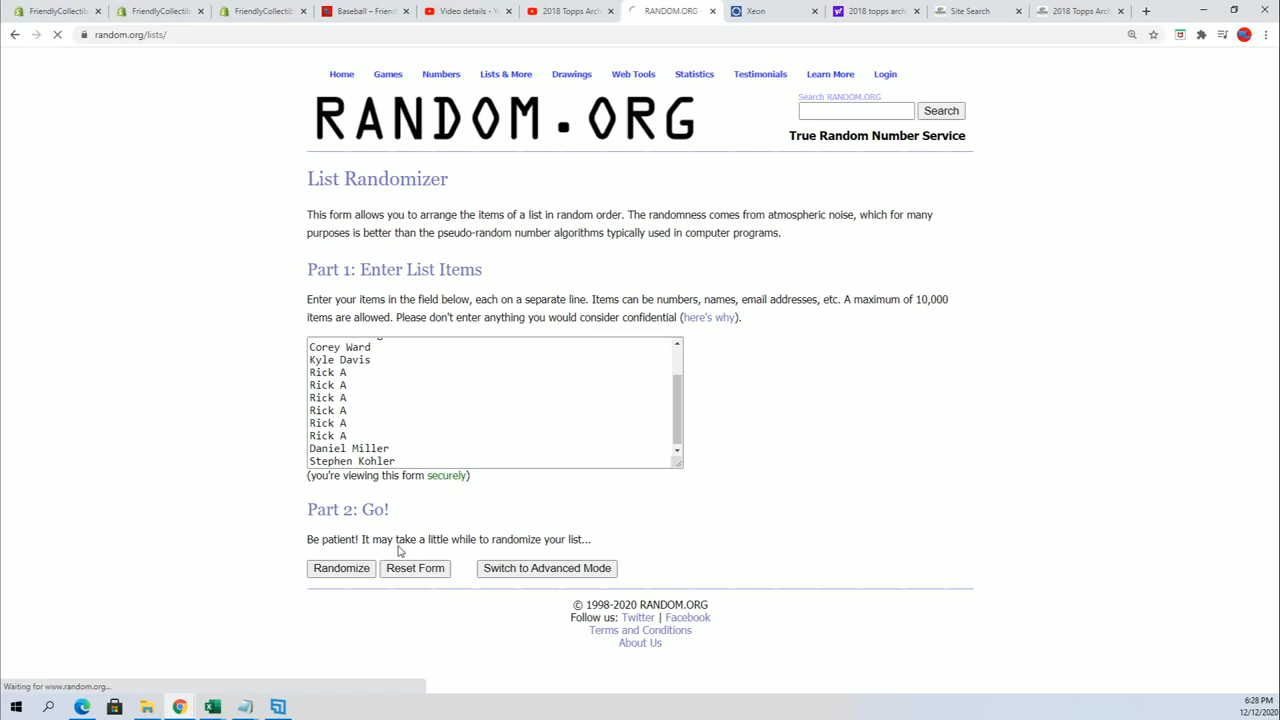 FriendlyCollectib
FriendlyCollectib
FriendlyCollectib
Baseball – Friend
Video details - Yo
2018 Topps Arch
RANDOM.ORG
Xeon
2018 topps arch
Site Search
2018 Topps Arch
random.org/lists/
Home Games Numbers Lists & More Drawings Web Tools Statistics Testimonials Learn More Login
RANDOM.ORG
Search RANDOM.ORG
Search
True Random Number Service
List Randomizer
This form allows you to arrange the items of a list in random order. The randomness comes from atmospheric noise, which for many
purposes is better than the pseudo-random number algorithms typically used in computer programs.
Part 1: Enter List Items
Enter your items in the field below, each on a separate line. Items can be numbers, names, email addresses, etc. A maximum of 10,000
items are allowed. Please don't enter anything you would consider confidential (here's why).
Corey Ward
Kyle Davis
Rick A
Rick A
Rick A
Rick A
Rick A
Rick A
Daniel Miller
Stephen Kohler
(you're viewing this form securely)
Part 2: Go!
Be patient! It may take a little while to randomize your list...
Randomize Reset Form Switch to Advanced Mode
© 1998-2020 RANDOM.ORG
Follow us: Twitter | Facebook
Terms and Conditions
About Us
Waiting for www.random.org...
6:28 PM
12/12/2020